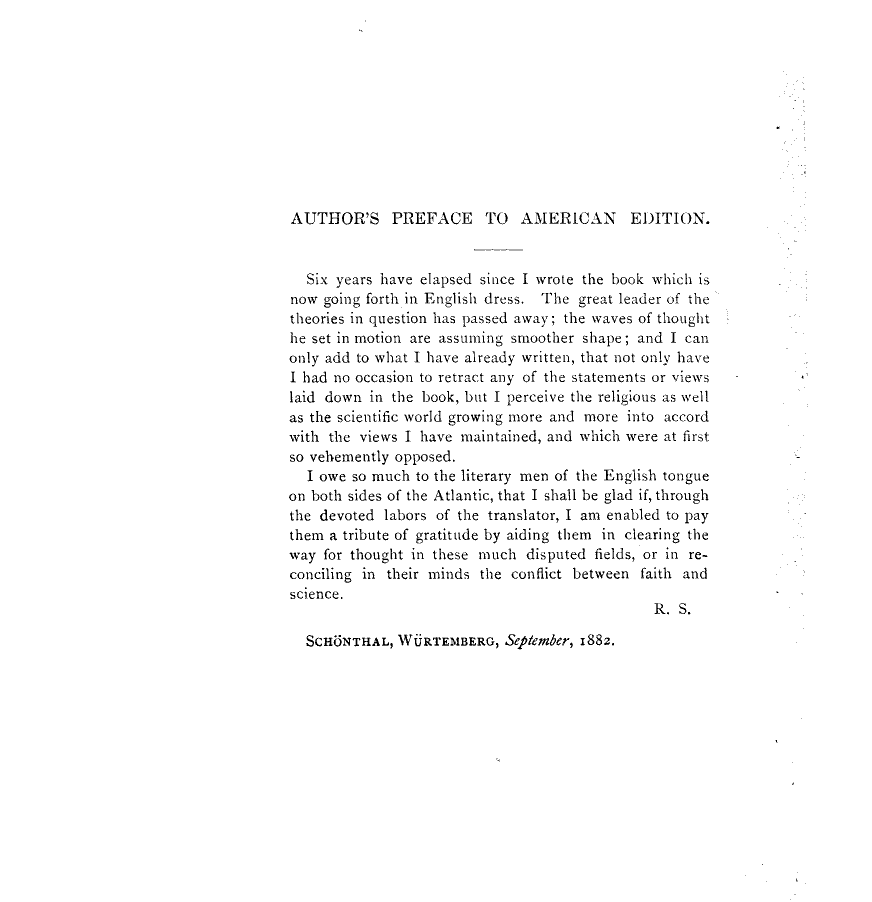 AUTHOR'S PREFACE TO AMERICAN EDITION.
Six years have elapsed since I wrote the book which is
now going forth in English dress. The great leader of the
theories in question has passed away; the waves of thought
he set in motion are assuming smoother shape; and I can
only add to what I have already written, that not only have
I had no occasion to retract any of the statements or views
laid down in the book, but I perceive the religious as well
as the scientific world growing more and more into accord
with the views I have maintained, and which were at first
so vehemently opposed.
I owe so much to the literary men of the English tongue
on both sides of the Atlantic, that I shall be glad if, through
the devoted labors of the translator, I am enabled to pay
them a tribute of gratitude by aiding them in clearing the
way for thought in these much disputed fields, or in re-
conciling in their minds the conflict between faith and
science.
R. S.
SCHÖNTHAL, WÜRTEMBERG, September, 1882.